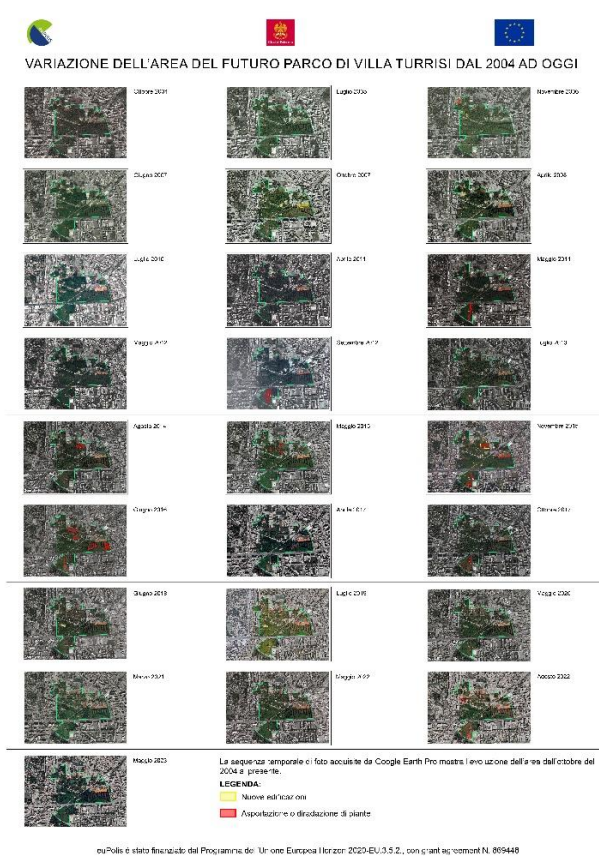 VARIAZIONE DELL'AREA DEL FUTURO PARCO DI VILLA TURRISI DAL 2004 AD OGGI
Ottobre 2004
Luglio 2005
Novembre 2006
Giugno 2007
Ottobre 2007
Aprile
Luglio 2010
Aprile 2011
Maggio 2011
Maggio 2012
Settembre 2012
Luglio 2013
Agosto 2014
Maggio 2015
Novembre 2015
Giugno 2016
Aprile 2017
Ottobre 2017
Giugno 2018
Luglio 2019
Maggio 2020
Marzo 2021
Maggio 2022
Agosto 2022
Maggio 2023
La sequenza temporale di foto acquisite da Google Earth Pro mostra l'evoluzione dell'area dall'ottobre del
2004 al presente.
LEGENDA:
Nuove edificazioni
Asportazione o diradazione di piante
euPolis è stato finanziato dal Programma dell'Unione Europea Horizon 2020-EU.3.5.2., con grant agreement N. 869448